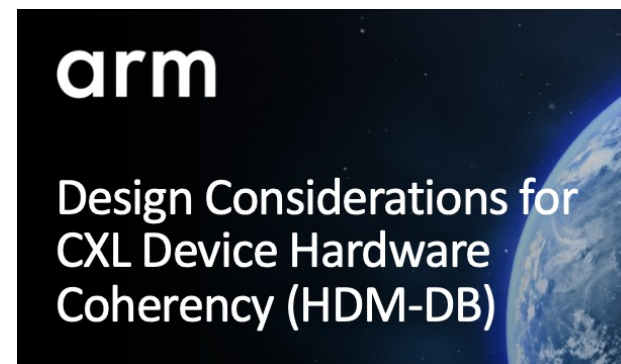 arm
Design Considerations for
CXL Device Hardware
Coherency (HDM-DB)